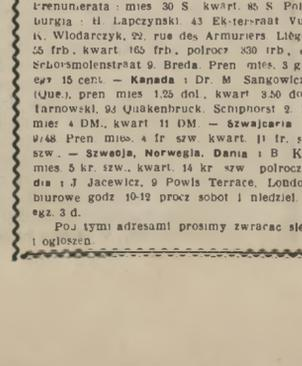 Prenumerata : mies 30 S. kwart. 85 S Pół
burgia : H. Lapczynski. 43 Ek-ter-traat
K. Wlodarczyk, 22, rue des Armuriers. Lièg
55 frb, kwart 165 frb, polrocz 330 frb,
9. Breda. Pren mies. 3 g
egz 15 cent. — Kanada : Dr. M Sangowic
(Que.), pren mies 1,25 dol, kwart 3.50 do
Tarnowski, 93 Quakenbruck. Schiphorst 2.
mies 4 DM., kwart 11 DM. — Szwajcaria
9/48 Pren mies. 4 fr szw. kwart. 11 fr. s
szw. — Szwecja, Norwegia, Dania : B K
mies. 5 kr. szw., kwart. 14 kr szw polrocz
dia : J Jacewicz, 9 Powis Terrace, Londo
biurowe godz 10-12 procz sobot i niedziel.
egz. 3 d.
Pod tymi adresami prosimy zwracac sie
i ogloszen.